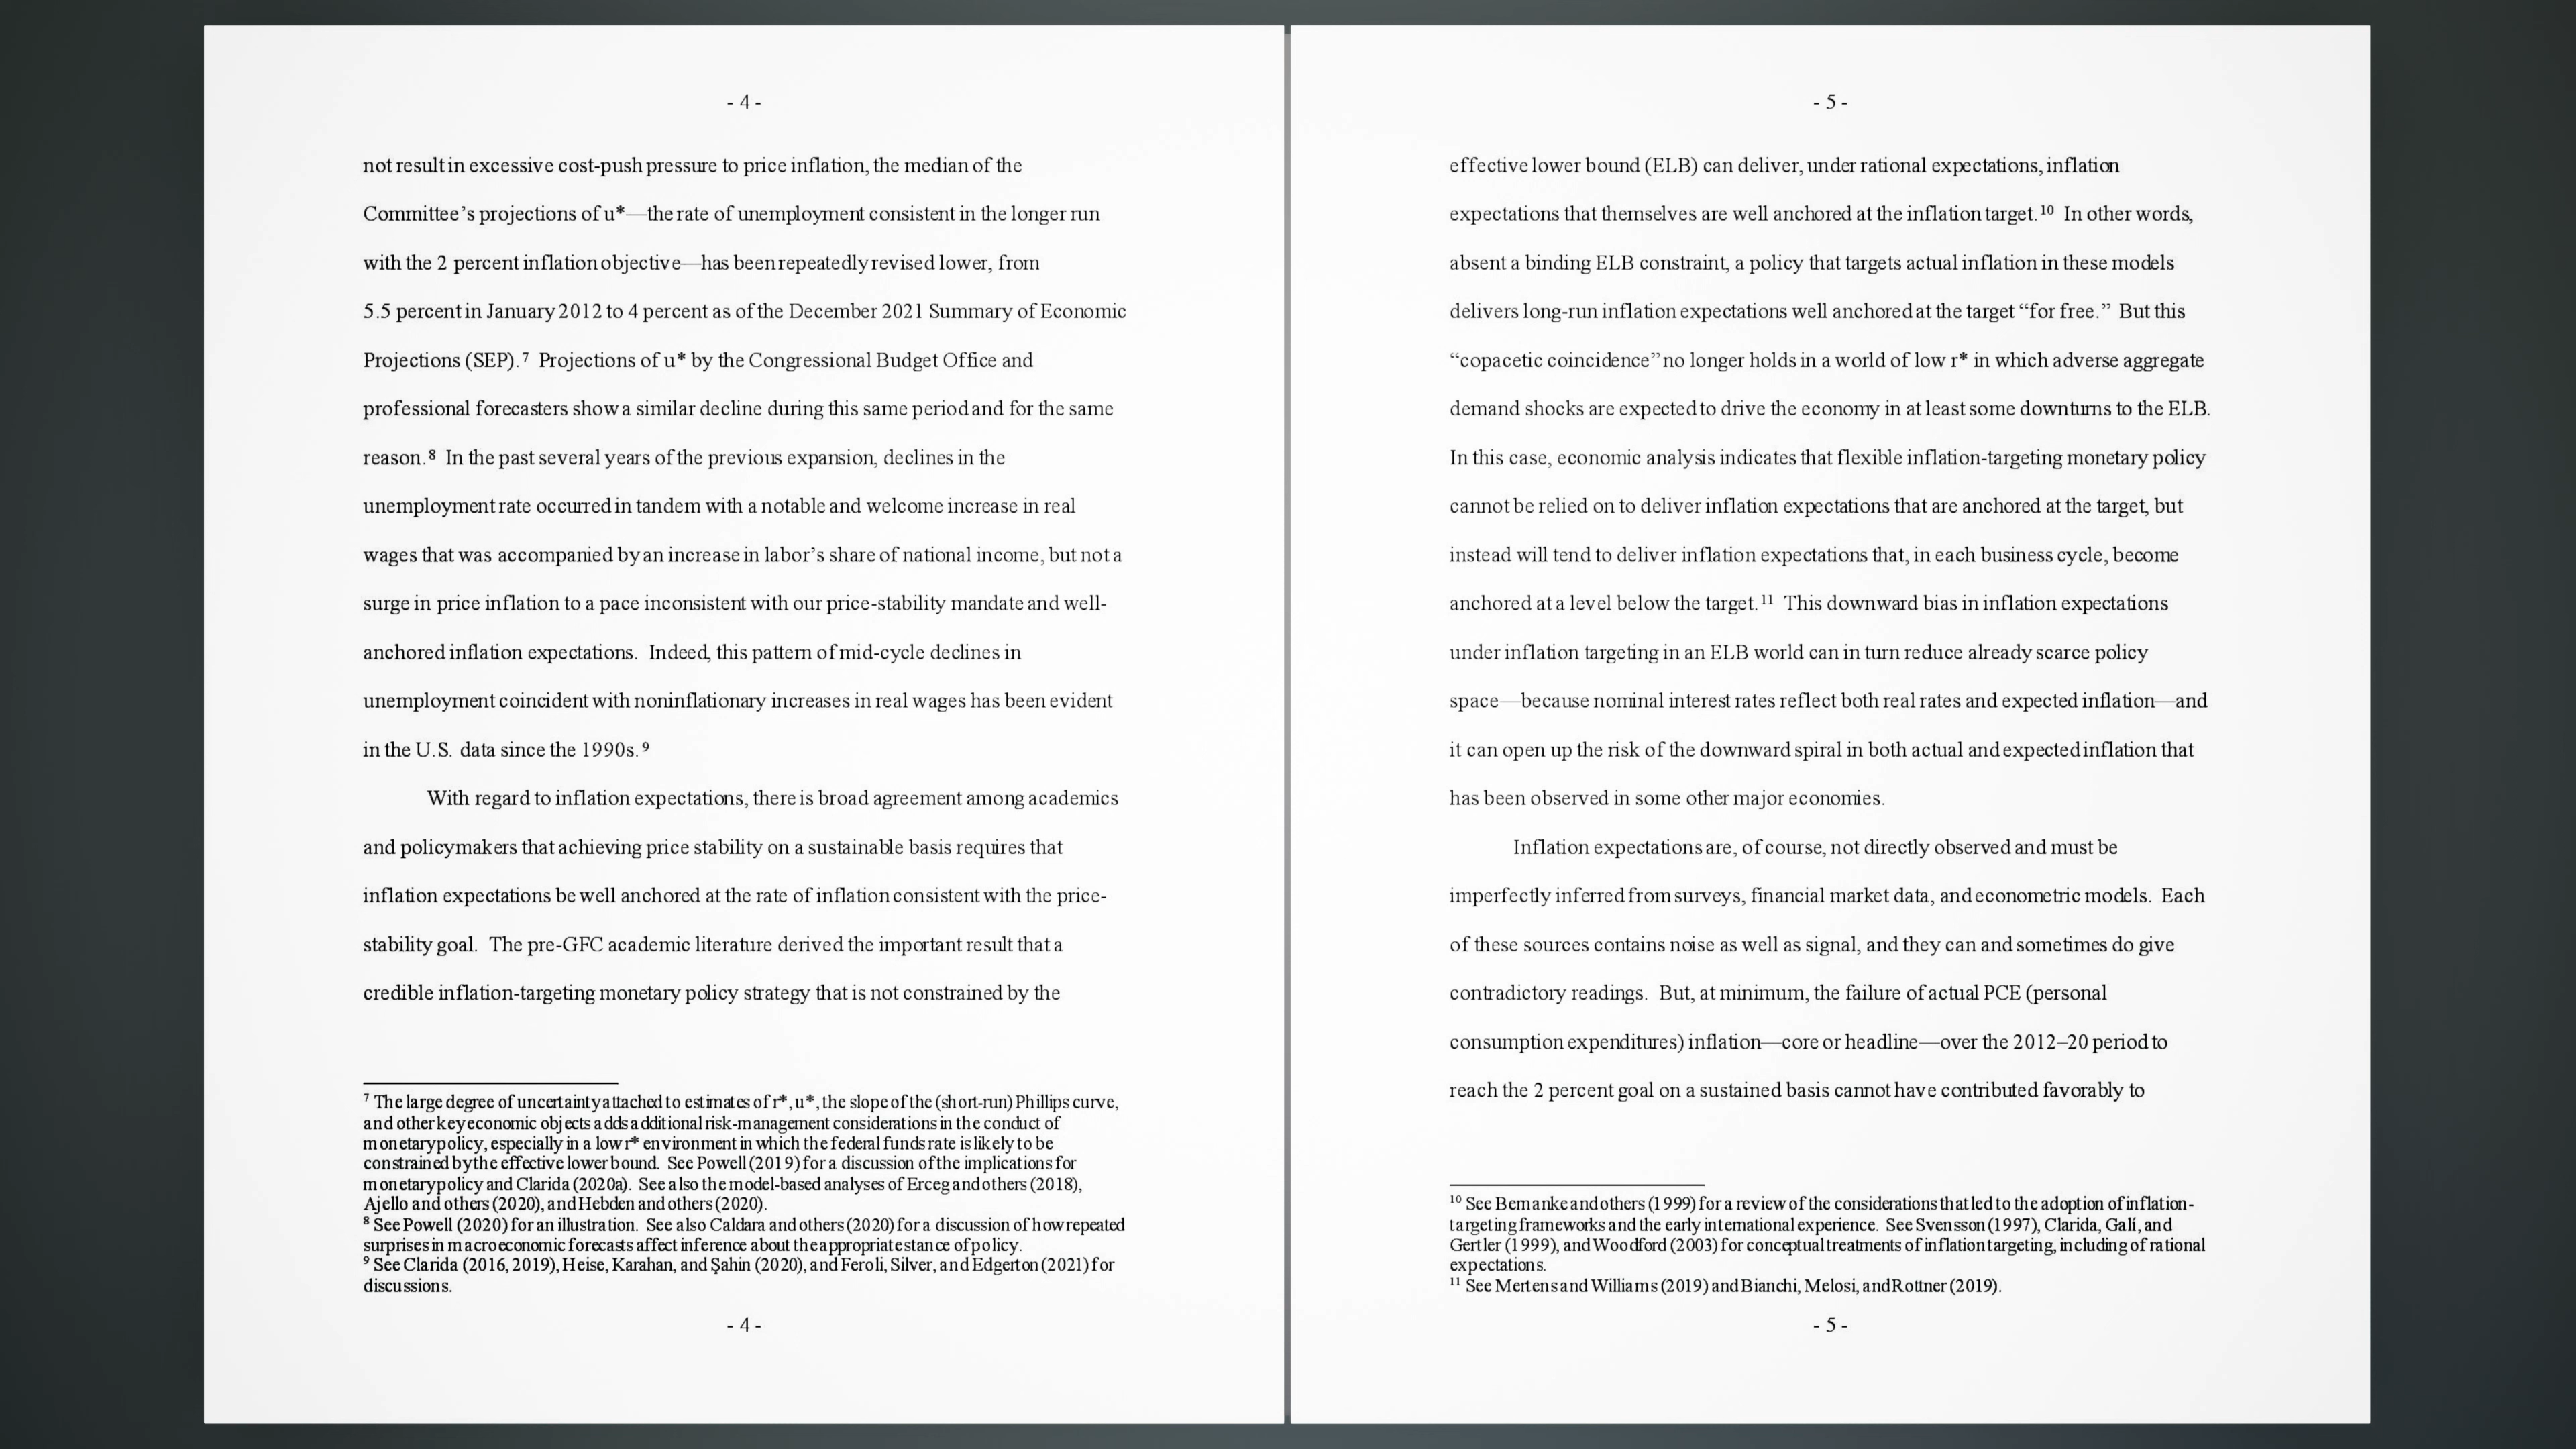 - 4 -
not result in excessive cost-push pressure to price inflation, the median of the
Committee’s projections of u*—the rate of unemployment consistent in the longer run
with the 2 percent inflation objective—has been repeatedly revised lower, from
5.5 percent in January 2012 to 4 percent as of the December 2021 Summary of Economic
Projections (SEP).⁷  Projections of u* by the Congressional Budget Office and
professional forecasters show a similar decline during this same period and for the same
reason.⁸  In the past several years of the previous expansion, declines in the
unemployment rate occurred in tandem with a notable and welcome increase in real
wages that was accompanied by an increase in labor’s share of national income, but not a
surge in price inflation to a pace inconsistent with our price-stability mandate and well-
anchored inflation expectations.  Indeed, this pattern of mid-cycle declines in
unemployment coincident with noninflationary increases in real wages has been evident
in the U.S. data since the 1990s.⁹
With regard to inflation expectations, there is broad agreement among academics
and policymakers that achieving price stability on a sustainable basis requires that
inflation expectations be well anchored at the rate of inflation consistent with the price-
stability goal.  The pre-GFC academic literature derived the important result that a
credible inflation-targeting monetary policy strategy that is not constrained by the
⁷ The large degree of uncertainty attached to estimates of r*, u*, the slope of the (short-run) Phillips curve,
and other key economic objects adds additional risk-management considerations in the conduct of
monetary policy, especially in a low r* environment in which the federal funds rate is likely to be
constrained by the effective lower bound.  See Powell (2019) for a discussion of the implications for
monetary policy and Clarida (2020a).  See also the model-based analyses of Erceg and others (2018),
Ajello and others (2020), and Hebden and others (2020).
⁸ See Powell (2020) for an illustration.  See also Caldara and others (2020) for a discussion of how repeated
surprises in macroeconomic forecasts affect inference about the appropriate stance of policy.
⁹ See Clarida (2016, 2019), Heise, Karahan, and Şahin (2020), and Feroli, Silver, and Edgerton (2021) for
discussions.
- 4 -
- 5 -
effective lower bound (ELB) can deliver, under rational expectations, inflation
expectations that themselves are well anchored at the inflation target.¹⁰  In other words,
absent a binding ELB constraint, a policy that targets actual inflation in these models
delivers long-run inflation expectations well anchored at the target “for free.”  But this
“copacetic coincidence” no longer holds in a world of low r* in which adverse aggregate
demand shocks are expected to drive the economy in at least some downturns to the ELB.
In this case, economic analysis indicates that flexible inflation-targeting monetary policy
cannot be relied on to deliver inflation expectations that are anchored at the target, but
instead will tend to deliver inflation expectations that, in each business cycle, become
anchored at a level below the target.¹¹  This downward bias in inflation expectations
under inflation targeting in an ELB world can in turn reduce already scarce policy
space—because nominal interest rates reflect both real rates and expected inflation—and
it can open up the risk of the downward spiral in both actual and expected inflation that
has been observed in some other major economies.
Inflation expectations are, of course, not directly observed and must be
imperfectly inferred from surveys, financial market data, and econometric models.  Each
of these sources contains noise as well as signal, and they can and sometimes do give
contradictory readings.  But, at minimum, the failure of actual PCE (personal
consumption expenditures) inflation—core or headline—over the 2012–20 period to
reach the 2 percent goal on a sustained basis cannot have contributed favorably to
¹⁰ See Bernanke and others (1999) for a review of the considerations that led to the adoption of inflation-
targeting frameworks and the early international experience.  See Svensson (1997), Clarida, Galí, and
Gertler (1999), and Woodford (2003) for conceptual treatments of inflation targeting, including of rational
expectations.
¹¹ See Mertens and Williams (2019) and Bianchi, Melosi, and Rottner (2019).
- 5 -